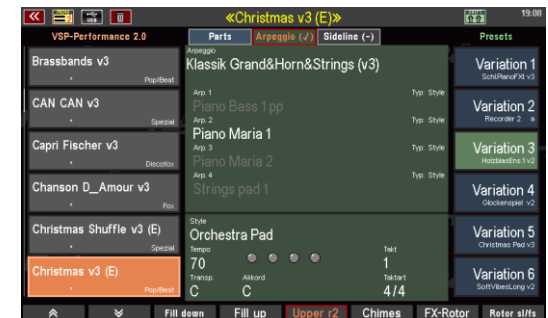 «Christmas v3 (E)»
19:08
VSP-Performance 2.0
Parts
Arpeggio (√)
Sideline (-)
Presets
Brassbands v3
Pop/Beat
CAN CAN v3
Spezial
Capri Fischer v3
Discofox
Chanson D_Amour v3
Fox
Christmas Shuffle v3 (E)
Spezial
Christmas v3 (E)
Pop/Beat
Arpeggio
Klassik Grand&Horn&Strings (v3)
Arp. 1 Typ: Style
Piano Bass 1pp
Arp. 2 Typ: Style
Piano Maria 1
Arp. 3 Typ: Style
Piano Maria 2
Arp. 4 Typ: Style
Strings pad 1
Style
Orchestra Pad
Tempo Takt
70 1
Transp. Akkord Taktart
C C 4/4
Variation 1
SchlPianoFXt v3
Variation 2
Recorder 2
Variation 3
HolzblasEns.1 v2
Variation 4
Glockenspiel v2
Variation 5
Christmas Pad v3
Variation 6
SoftVibesLong v2
Fill down
Fill up
Upper r2
Chimes
FX-Rotor
Rotor sl/fs